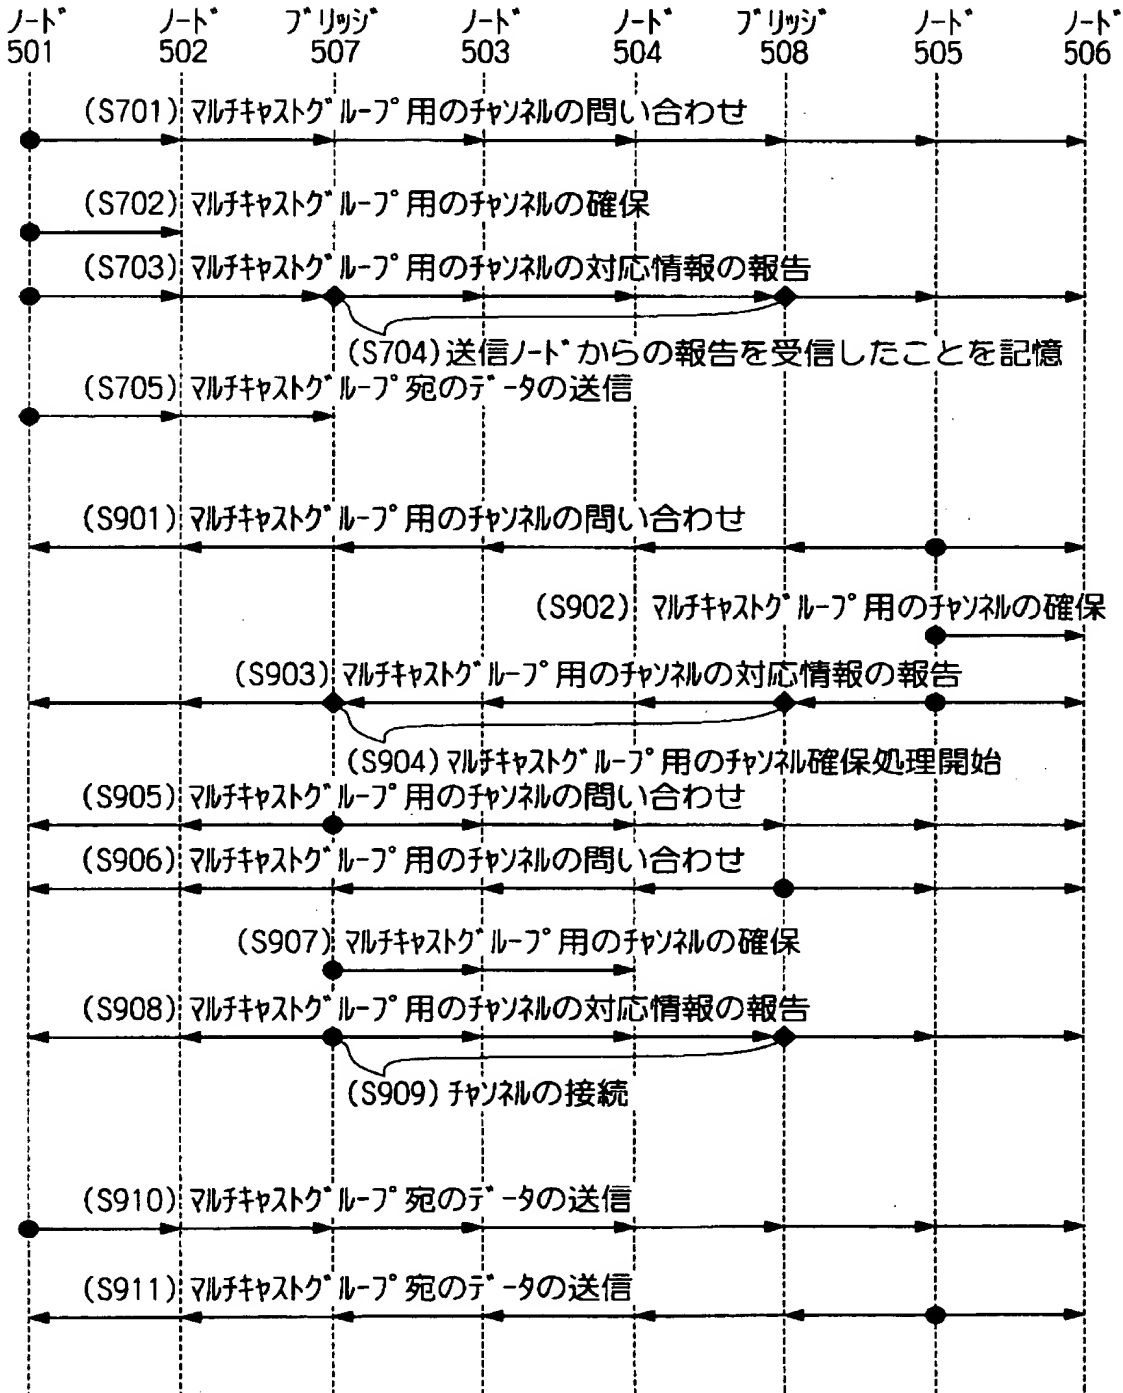 ノード ノード ブリッジ ノード ノード ブリッジ ノード ノード
501 502 507 503 504 508 505 506
(S701) マルチキャストグループ用のチャンネルの問い合わせ
(S702) マルチキャストグループ用のチャンネルの確保
(S703) マルチキャストグループ用のチャンネルの対応情報の報告
(S704) 送信ノードからの報告を受信したことを記憶
(S705) マルチキャストグループ宛のデータの送信
(S901) マルチキャストグループ用のチャンネルの問い合わせ
(S902) マルチキャストグループ用のチャンネルの確保
(S903) マルチキャストグループ用のチャンネルの対応情報の報告
(S904) マルチキャストグループ用のチャンネル確保処理開始
(S905) マルチキャストグループ用のチャンネルの問い合わせ
(S906) マルチキャストグループ用のチャンネルの問い合わせ
(S907) マルチキャストグループ用のチャンネルの確保
(S908) マルチキャストグループ用のチャンネルの対応情報の報告
(S909) チャンネルの接続
(S910) マルチキャストグループ宛のデータの送信
(S911) マルチキャストグループ宛のデータの送信